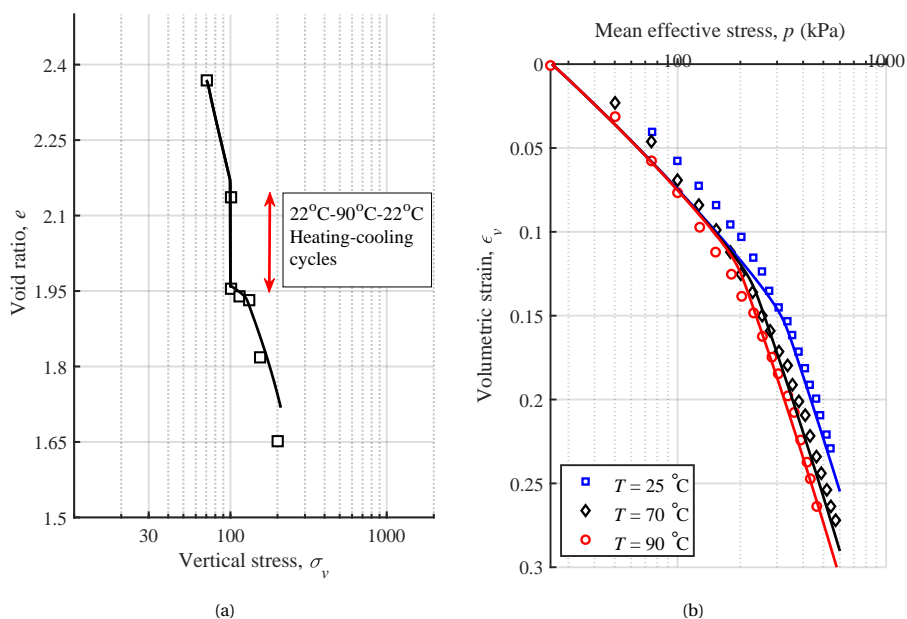 2.4
2.25
2.1
1.95
1.8
1.65
1.5
Void ratio, e
30
100
1000
Vertical stress, σv
22°C-90°C-22°C
Heating-cooling
cycles
(a)
Mean effective stress, p (kPa)
100
1000
0
0.05
0.1
0.15
0.2
0.25
0.3
Volumetric strain, ϵv
T = 25 °C
T = 70 °C
T = 90 °C
(b)